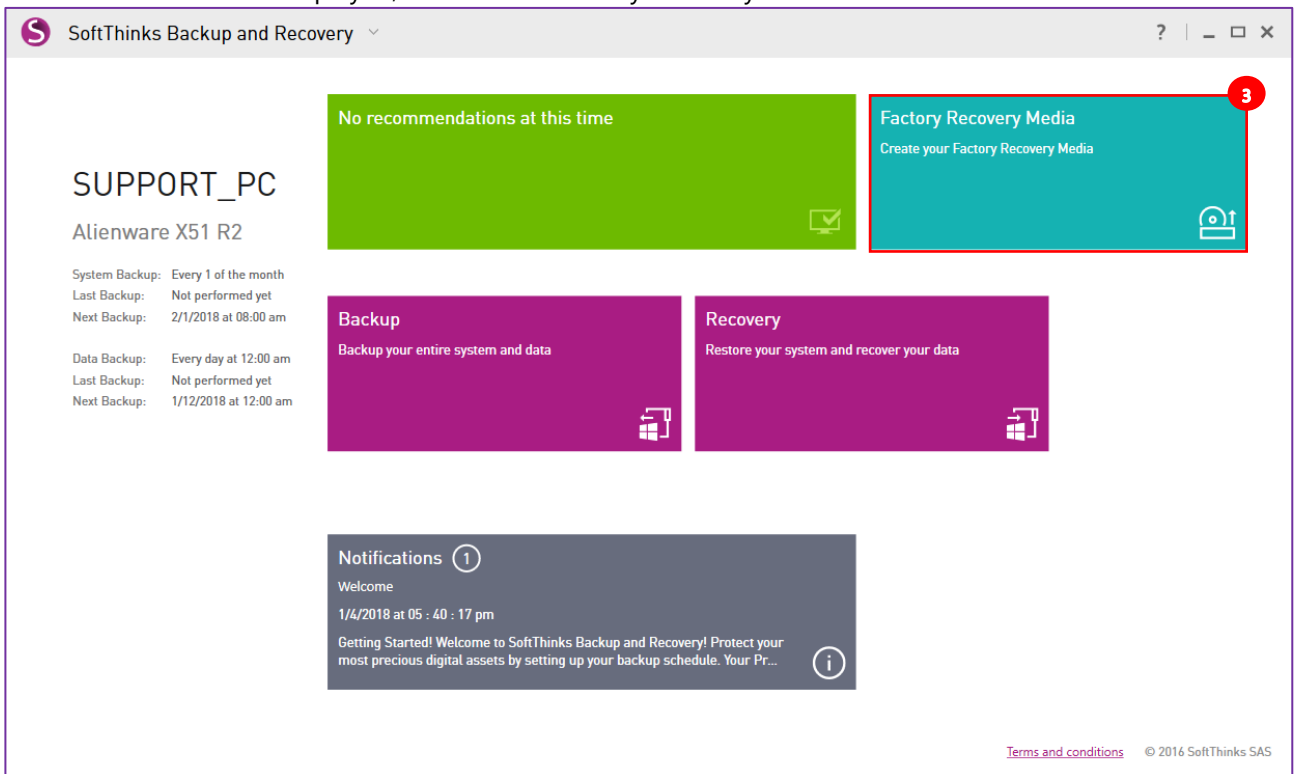 SoftThinks Backup and Recovery
?
No recommendations at this time
Factory Recovery Media
3
Create your Factory Recovery Media
SUPPORT_PC
Alienware X51 R2
System Backup: Every 1 of the month
Last Backup: Not performed yet
Next Backup: 2/1/2018 at 08:00 am
Data Backup: Every day at 12:00 am
Last Backup: Not performed yet
Next Backup: 1/12/2018 at 12:00 am
Backup
Backup your entire system and data
Recovery
Restore your system and recover your data
Notifications 1
Welcome
1/4/2018 at 05 : 40 : 17 pm
Getting Started! Welcome to SoftThinks Backup and Recovery! Protect your
most precious digital assets by setting up your backup schedule. Your Pr...
Terms and conditions © 2016 SoftThinks SAS